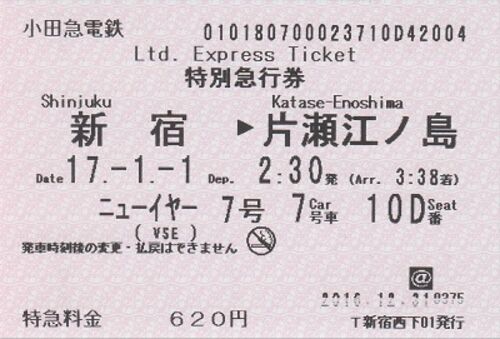 小田急電鉄 0101807000023710D42004
Ltd. Express Ticket
特別急行券
Shinjuku Katase-Enoshima
新宿 ▶ 片瀬江ノ島
Date 17.-1.-1 Dep. 2:30発 (Arr. 3:38着)
ニューイヤー 7号 7 Car 号車 10D Seat 番
(VSE)
発車時刻後の変更・払戻はできません
@
2016.12.31 0375
特急料金 620円 T新宿西下01発行